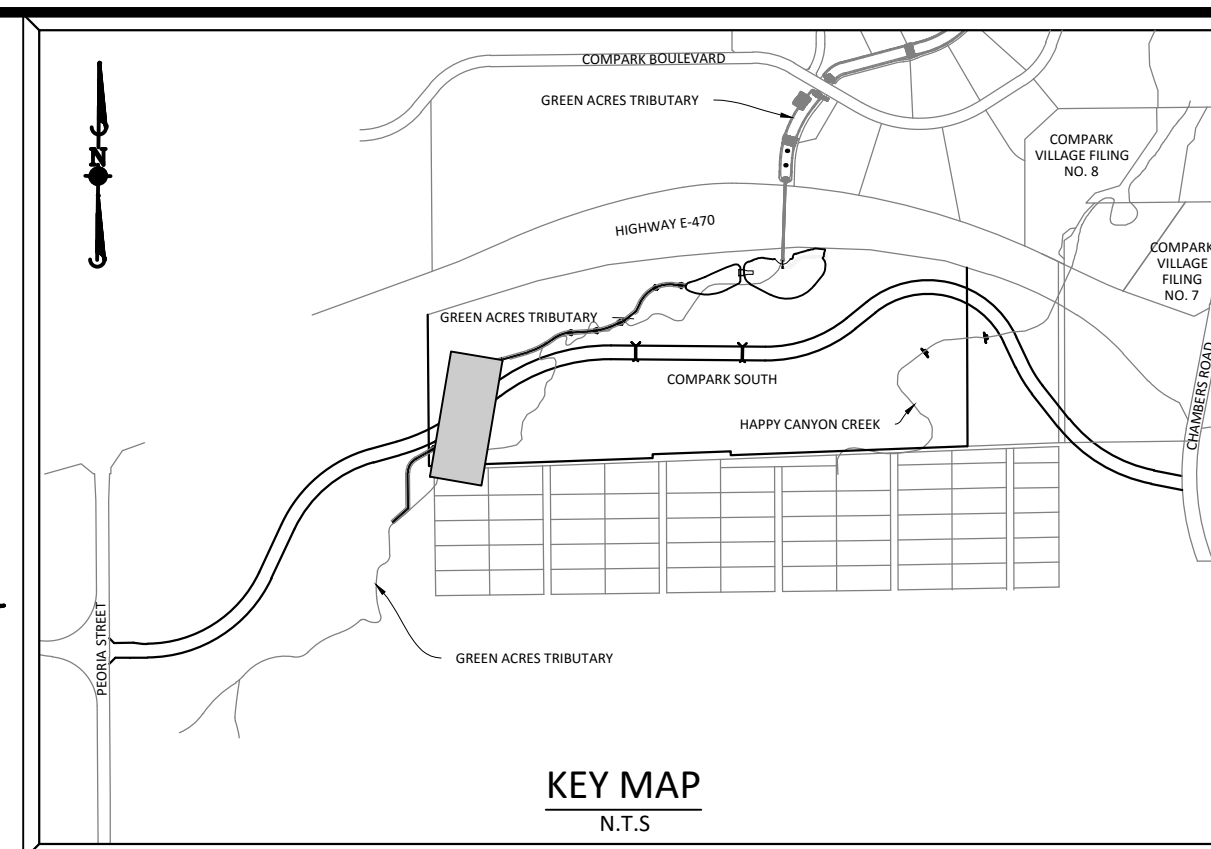 COMPARK BOULEVARD
GREEN ACRES TRIBUTARY
COMPARK
VILLAGE FILING
NO. 8
N
HIGHWAY E-470
COMPARK
VILLAGE
FILING
NO. 7
GREEN ACRES TRIBUTARY
COMPARK SOUTH
CHAMBERS ROAD
HAPPY CANYON CREEK
PEORIA STREET
GREEN ACRES TRIBUTARY
KEY MAP
N.T.S